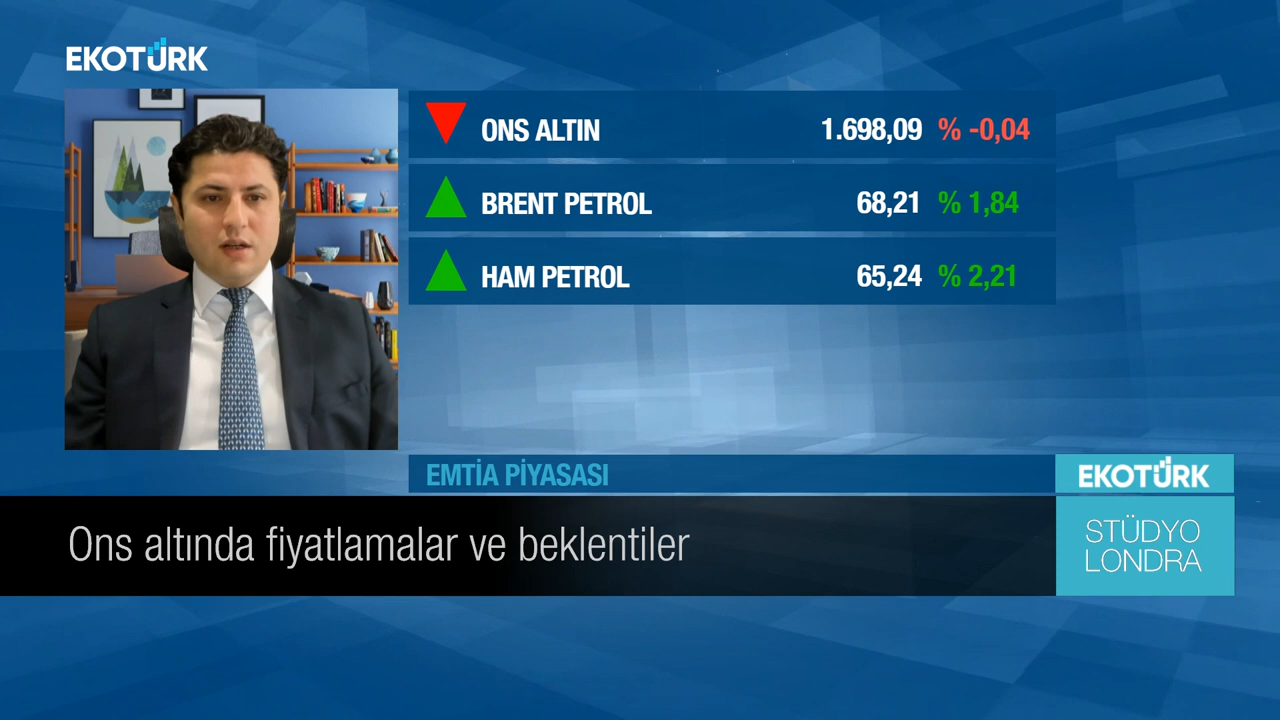 EKOTÜRK
ONS ALTIN 1.698,09 % -0,04
BRENT PETROL 68,21 % 1,84
HAM PETROL 65,24 % 2,21
EMTİA PİYASASI
EKOTÜRK
Ons altında fiyatlamalar ve beklentiler
STÜDYO
LONDRA